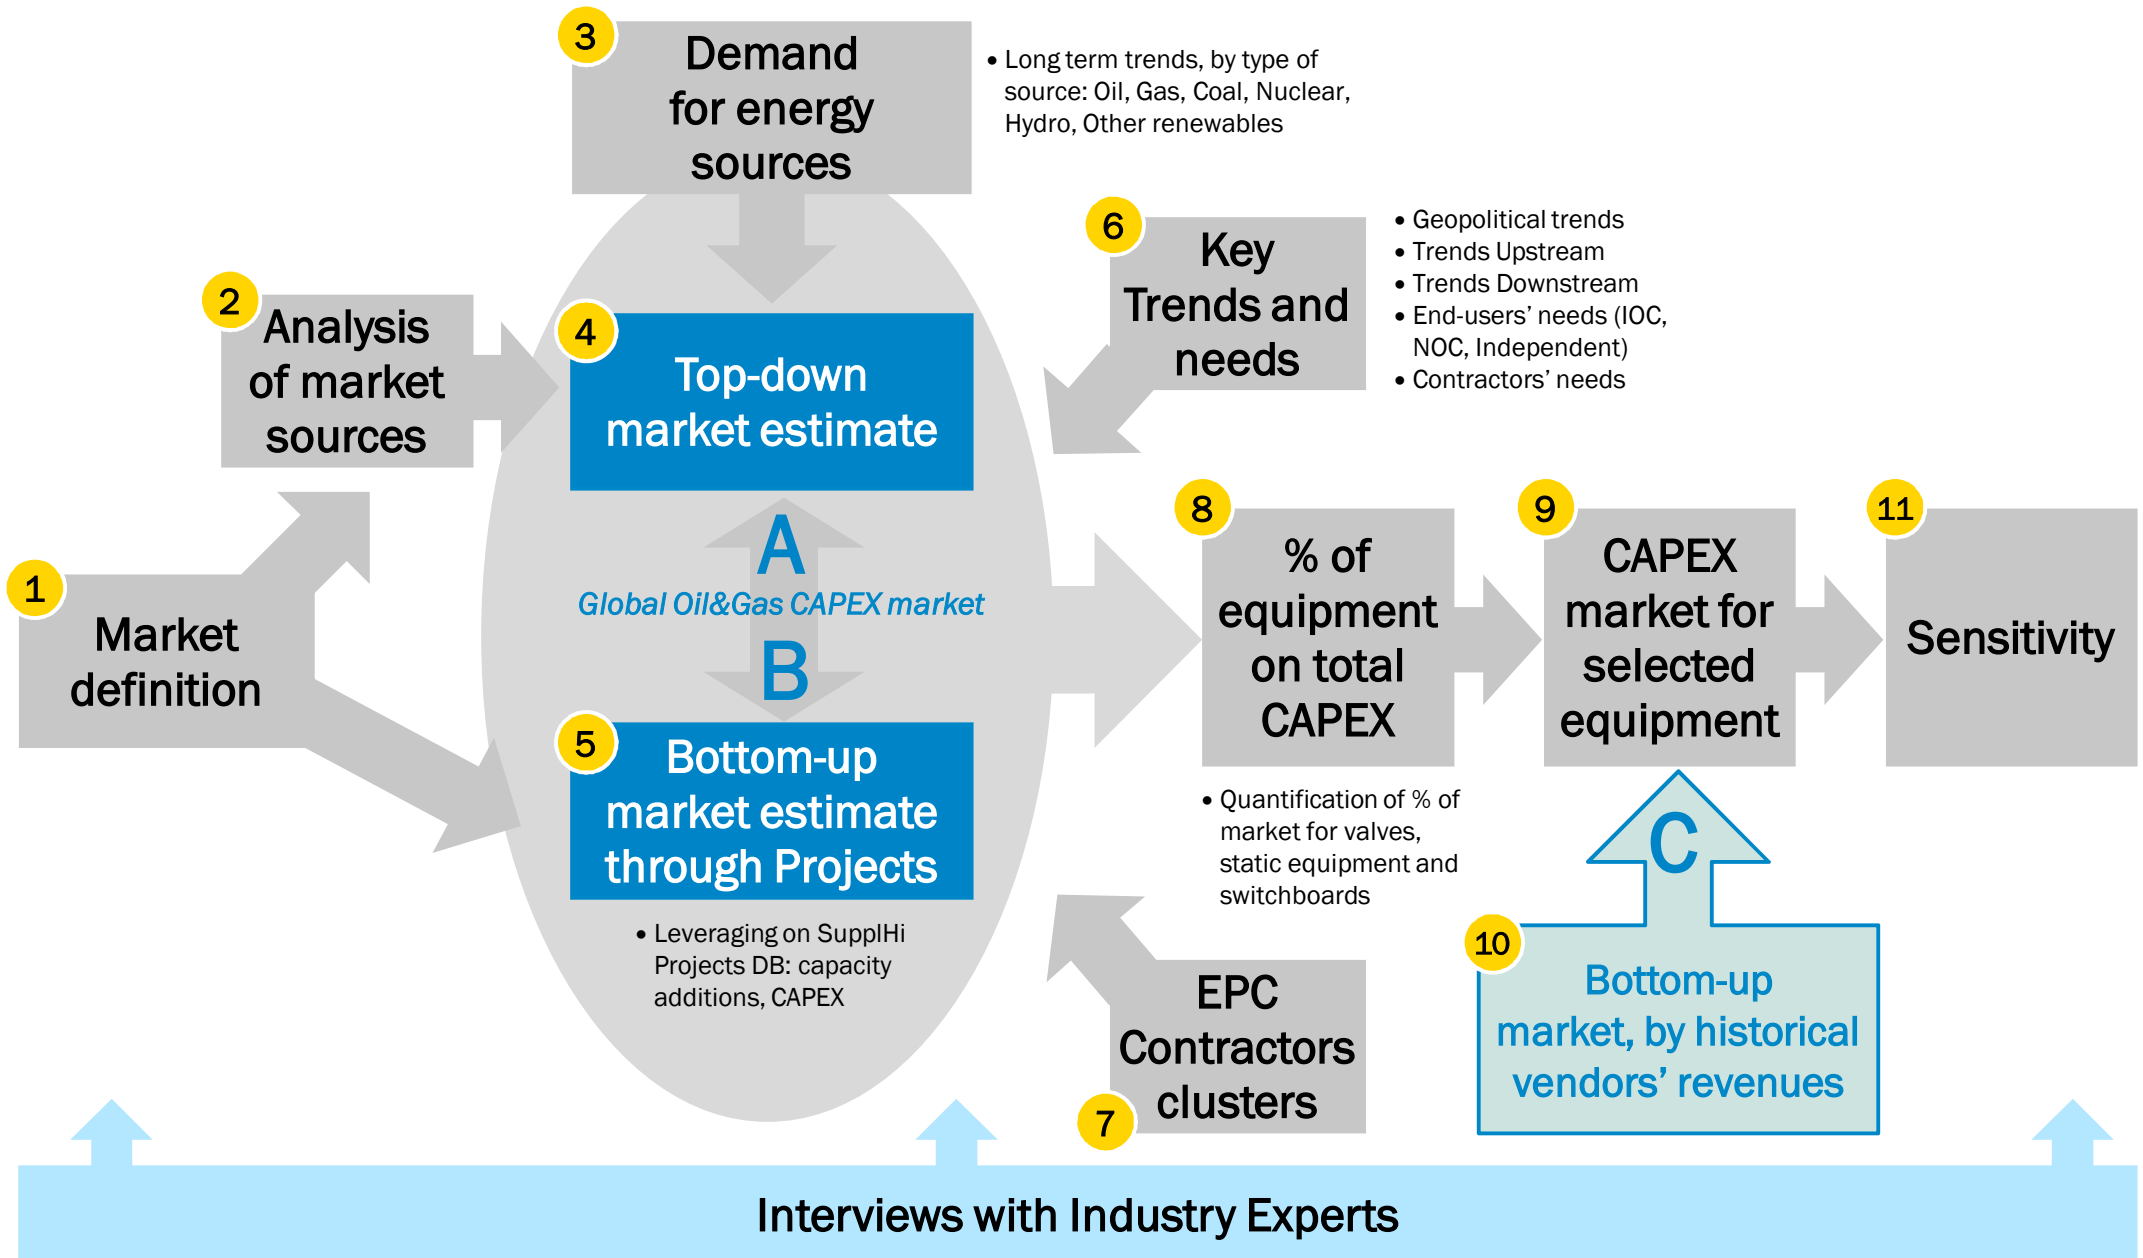 3
Demand
for energy
sources
• Long term trends, by type of
source: Oil, Gas, Coal, Nuclear,
Hydro, Other renewables
6
Key
Trends and
needs
• Geopolitical trends
• Trends Upstream
• Trends Downstream
• End-users’ needs (IOC,
NOC, Independent)
• Contractors’ needs
2
Analysis
of market
sources
4
Top-down
market estimate
A
Global Oil&Gas CAPEX market
B
1
Market
definition
5
Bottom-up
market estimate
through Projects
• Leveraging on SupplHi
Projects DB: capacity
additions, CAPEX
8
% of
equipment
on total
CAPEX
• Quantification of % of
market for valves,
static equipment and
switchboards
9
CAPEX
market for
selected
equipment
11
Sensitivity
C
10
Bottom-up
market, by historical
vendors’ revenues
EPC
Contractors
clusters
7
Interviews with Industry Experts